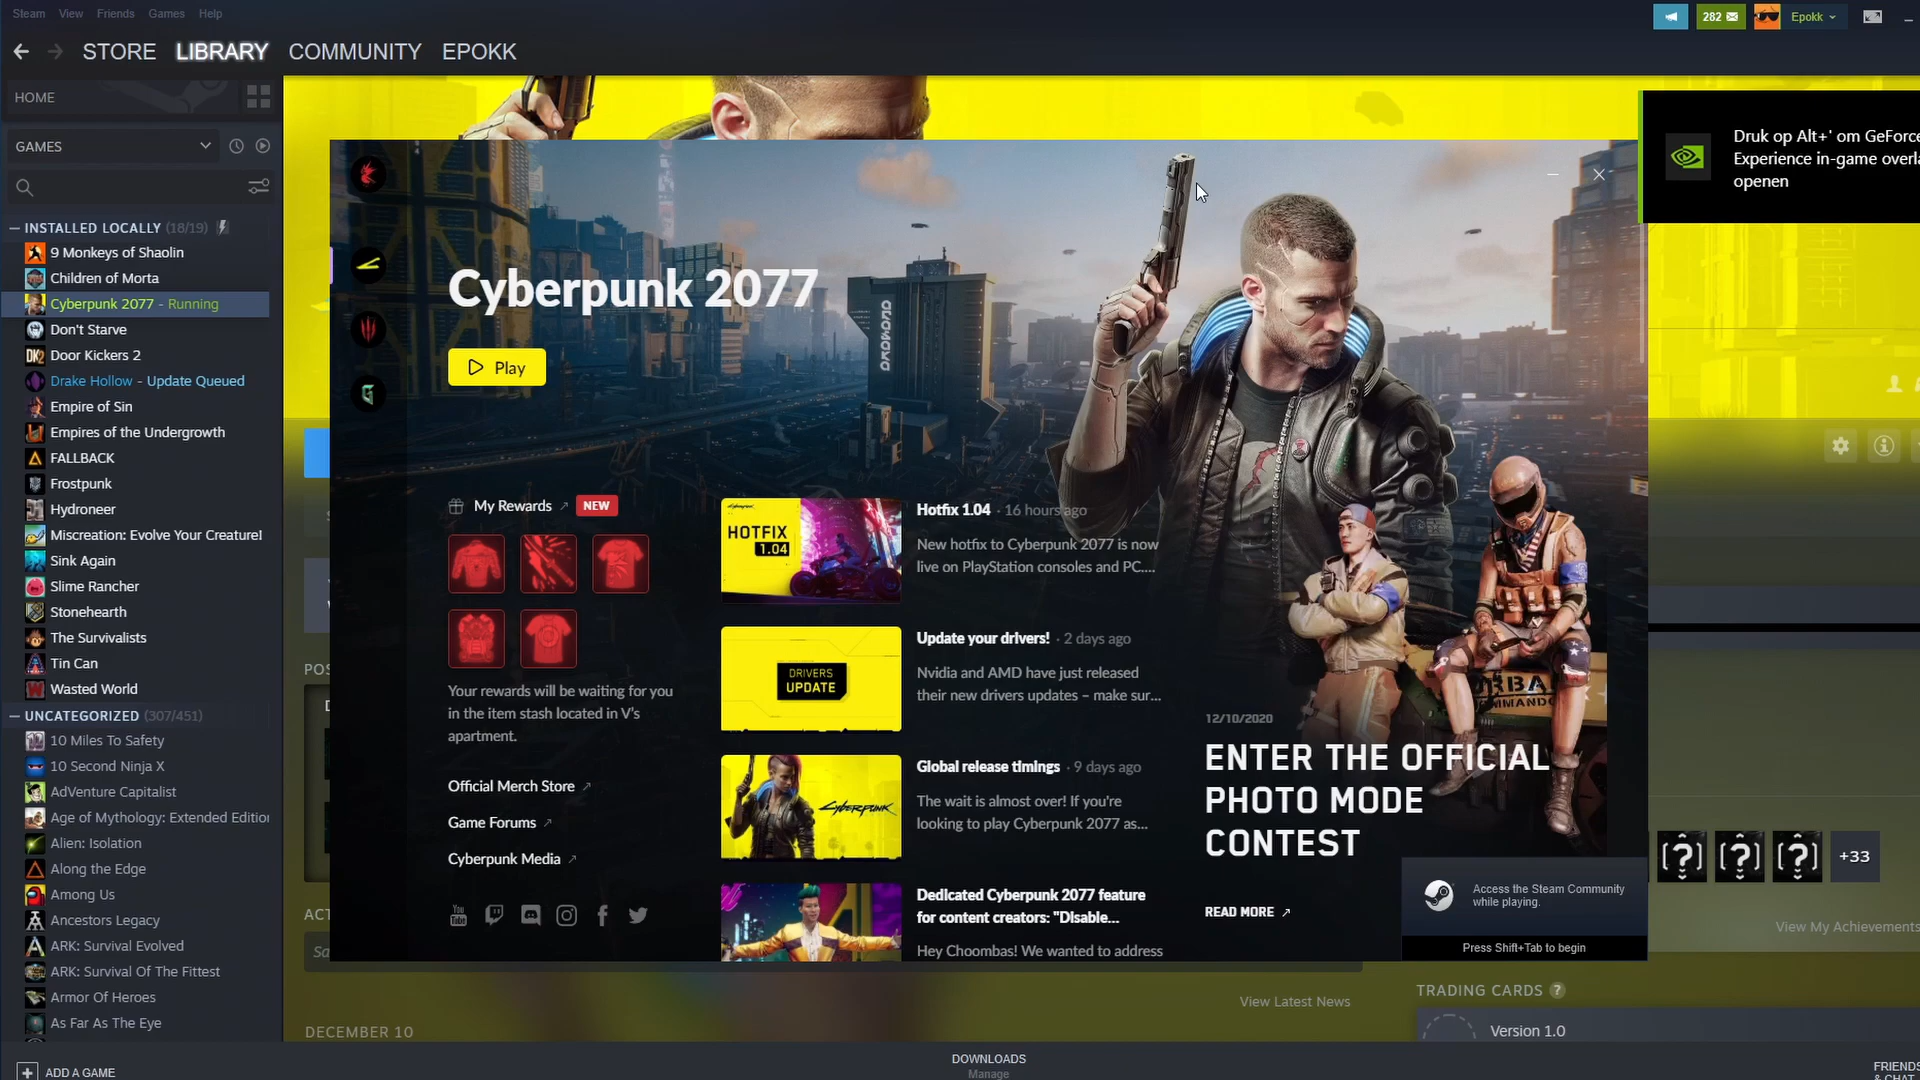 Steam View Friends Games Help
282
Epokk
STORE LIBRARY COMMUNITY EPOKK
HOME
GAMES
INSTALLED LOCALLY (18/19)
9 Monkeys of Shaolin
Children of Morta
Cyberpunk 2077 - Running
Don't Starve
Door Kickers 2
Drake Hollow - Update Queued
Empire of Sin
Empires of the Undergrowth
FALLBACK
Frostpunk
Hydroneer
Miscreation: Evolve Your Creature!
Sink Again
Slime Rancher
Stonehearth
The Survivalists
Tin Can
Wasted World
UNCATEGORIZED (307/451)
10 Miles To Safety
10 Second Ninja X
AdVenture Capitalist
Age of Mythology: Extended Edition
Alien: Isolation
Along the Edge
Among Us
Ancestors Legacy
ARK: Survival Evolved
ARK: Survival Of The Fittest
Armor Of Heroes
As Far As The Eye
ADD A GAME
Cyberpunk 2077
Play
My Rewards NEW
Your rewards will be waiting for you
in the item stash located in V's
apartment.
Official Merch Store
Game Forums
Cyberpunk Media
You Tube
HOTFIX
1.04
Hotfix 1.04 · 16 hours ago
New hotfix to Cyberpunk 2077 is now
live on PlayStation consoles and PC....
DRIVERS
UPDATE
Update your drivers! · 2 days ago
Nvidia and AMD have just released
their new drivers updates – make sur...
Cyberpunk
Global release timings · 9 days ago
The wait is almost over! If you're
looking to play Cyberpunk 2077 as...
Dedicated Cyberpunk 2077 feature
for content creators: "Disable...
Hey Choombas! We wanted to address
12/10/2020
ENTER THE OFFICIAL
PHOTO MODE
CONTEST
READ MORE
Access the Steam Community
while playing.
Press Shift+Tab to begin
Druk op Alt+' om GeForce
Experience in-game overla
openen
+33
View My Achievements
TRADING CARDS ?
Version 1.0
POS
ACT
Sa
View Latest News
DECEMBER 10
DOWNLOADS
Manage
FRIENDS
& CHAT